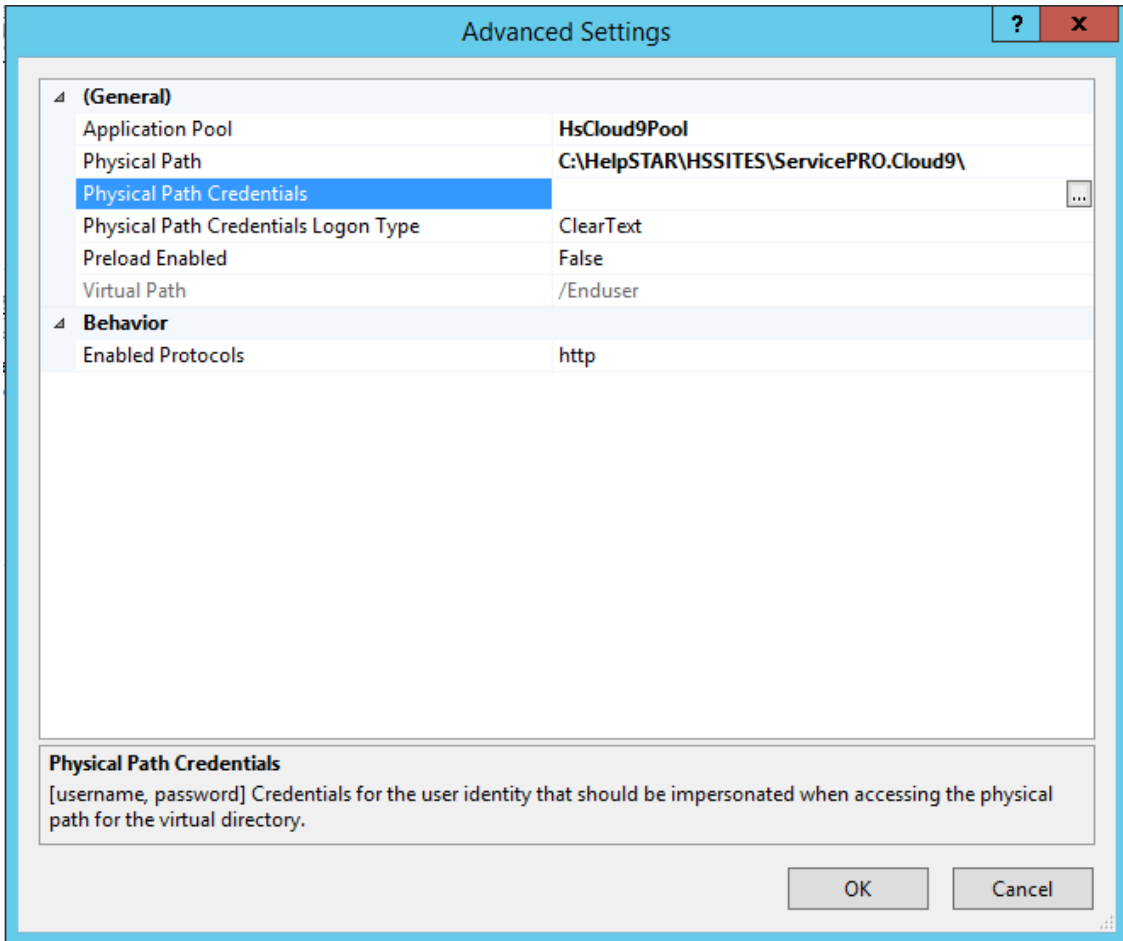 Advanced Settings
?
x
(General)
Application Pool HsCloud9Pool
Physical Path C:\HelpSTAR\HSSITES\ServicePRO.Cloud9\
Physical Path Credentials ...
Physical Path Credentials Logon Type ClearText
Preload Enabled False
Virtual Path /Enduser
Behavior
Enabled Protocols http
Physical Path Credentials
[username, password] Credentials for the user identity that should be impersonated when accessing the physical
path for the virtual directory.
OK Cancel